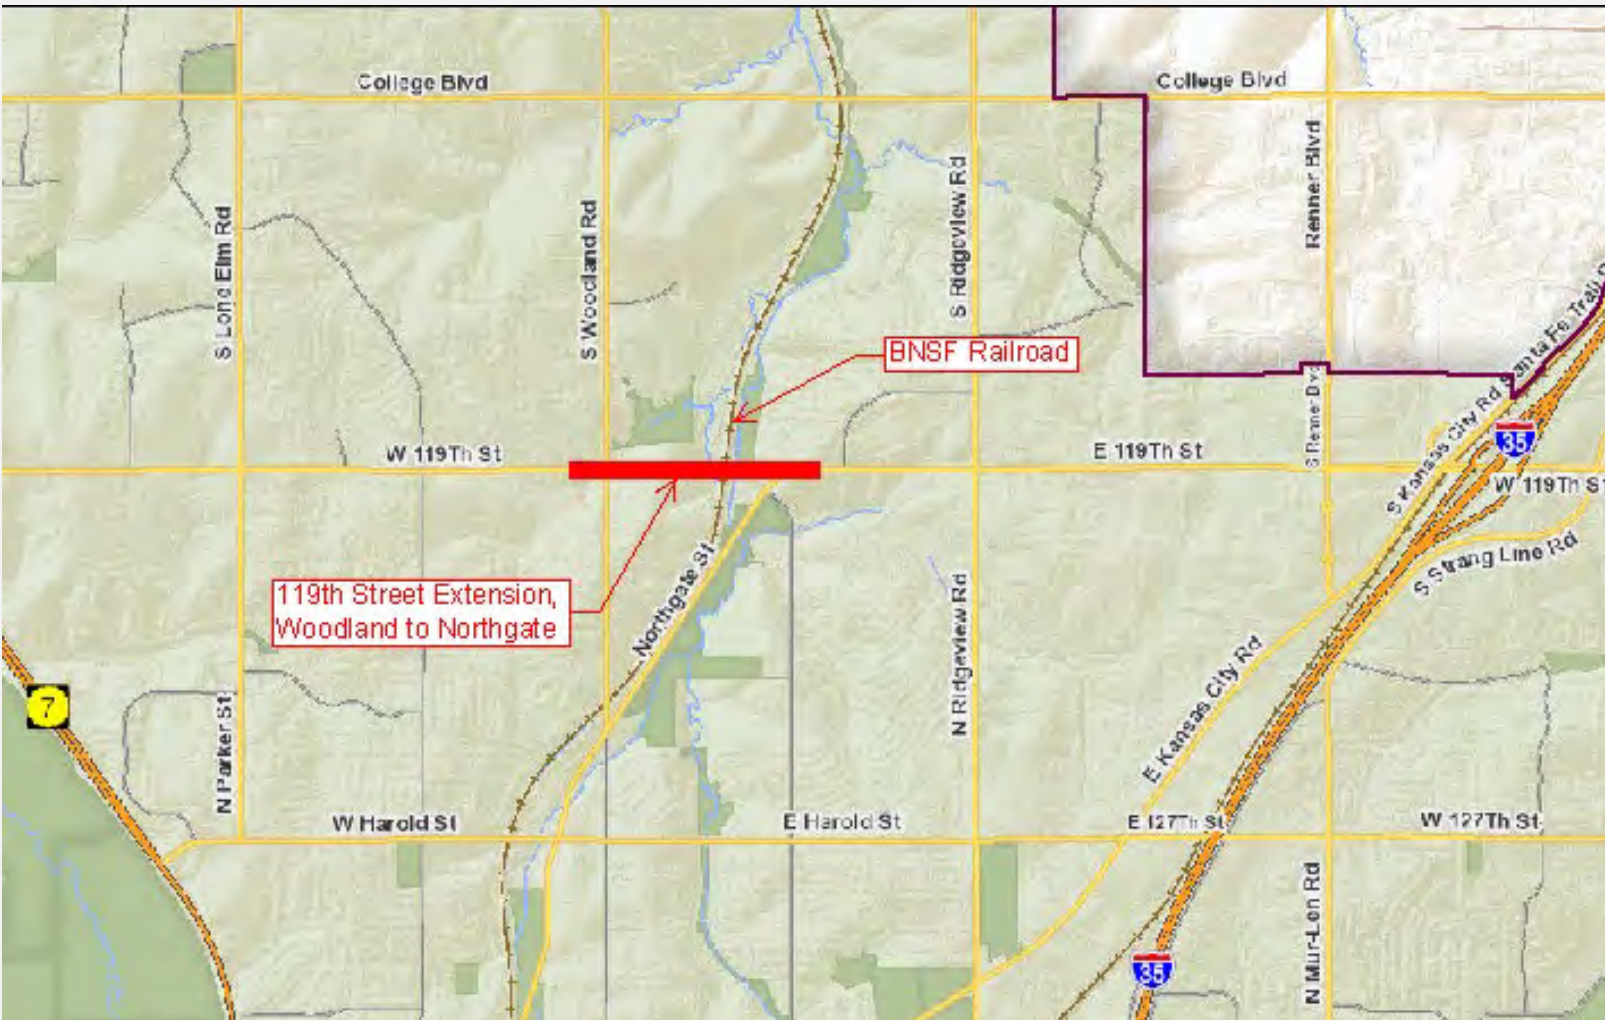 College Blvd
College Blvd
Renner Blvd
S Ridgeview Rd
S Woodland Rd
S Lone Elm Rd
BNSF Railroad
S Kansas City Rd
Santa Fe Trail
S Renner Blvd
35
W 119Th St
E 119Th St
W 119Th St
S Strang Line Rd
119th Street Extension,
Woodland to Northgate
Northgate St
N Ridgeview Rd
E Kansas City Rd
7
N Parker St
W Harold St
E Harold St
E 127Th St
W 127Th St
N Mur-Len Rd
35